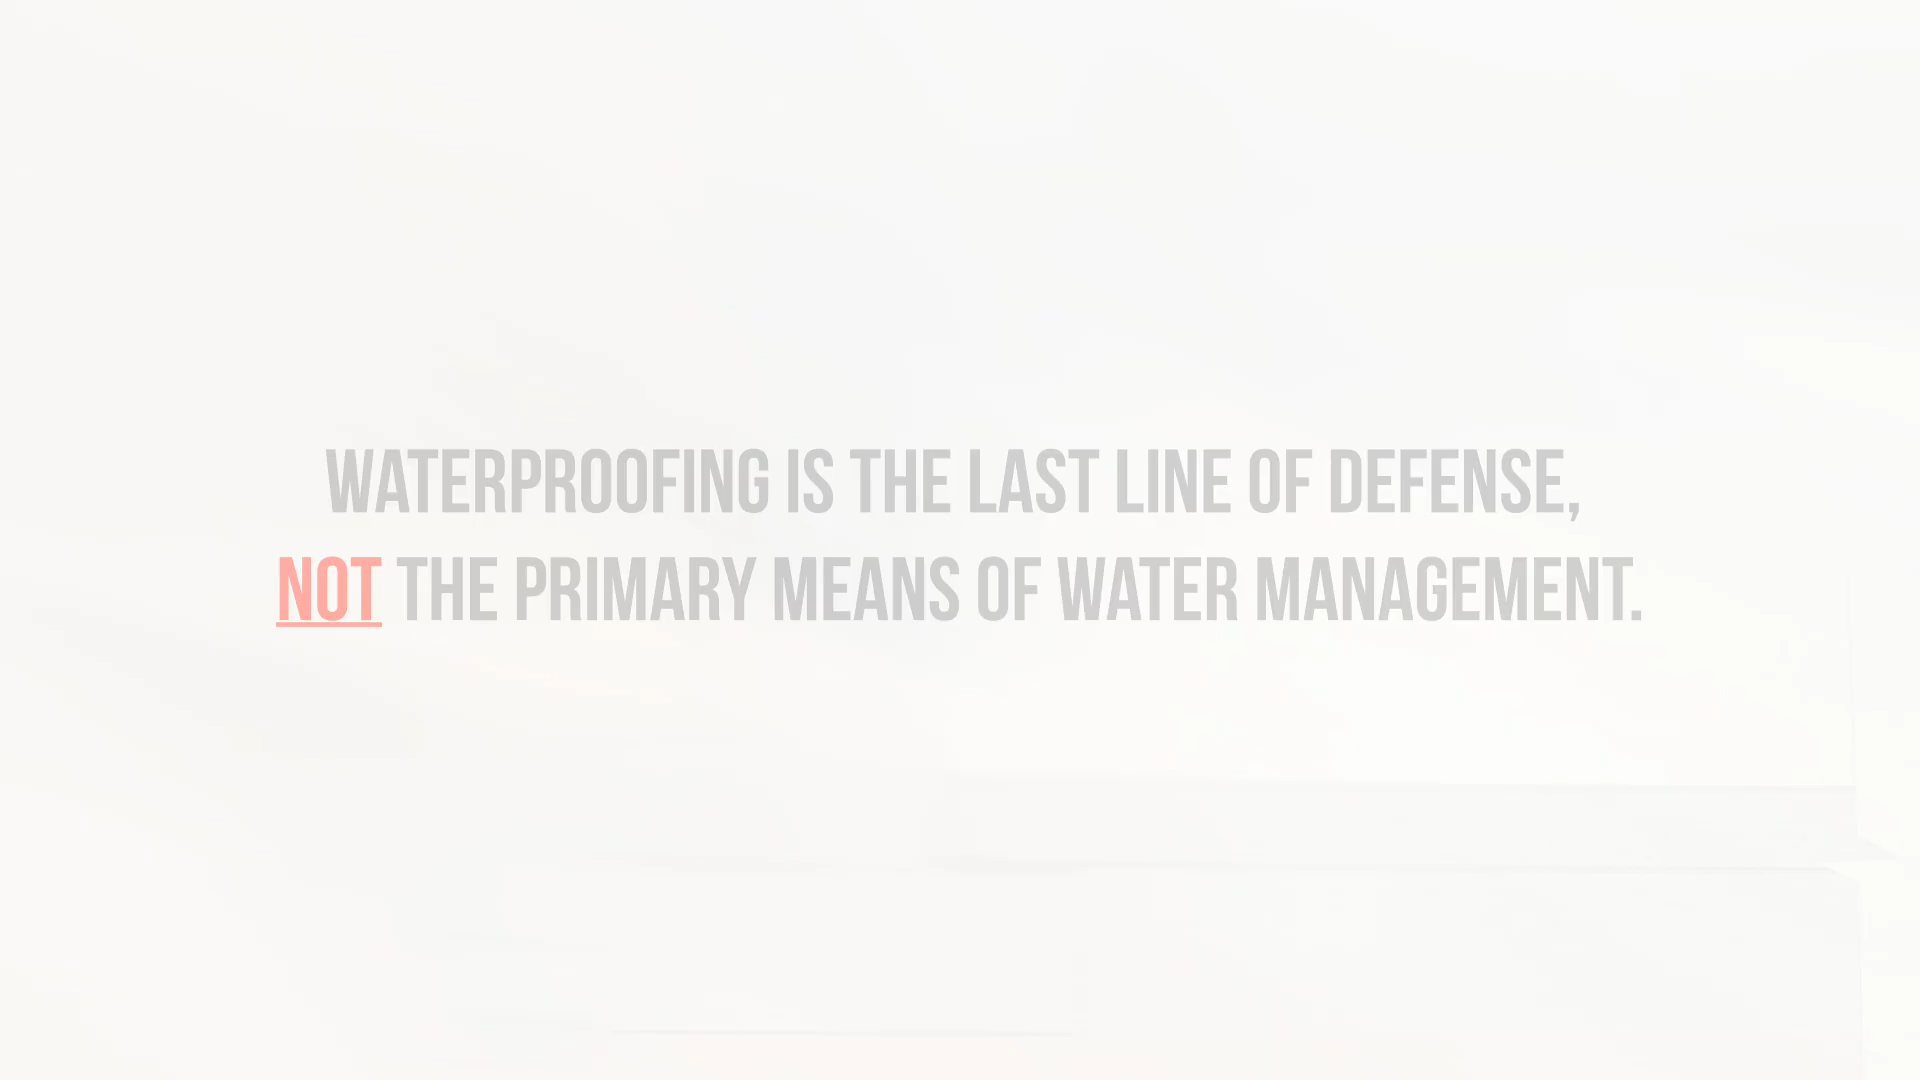 WATERPROOFING IS THE LAST LINE OF DEFENSE,
NOT THE PRIMARY MEANS OF WATER MANAGEMENT.